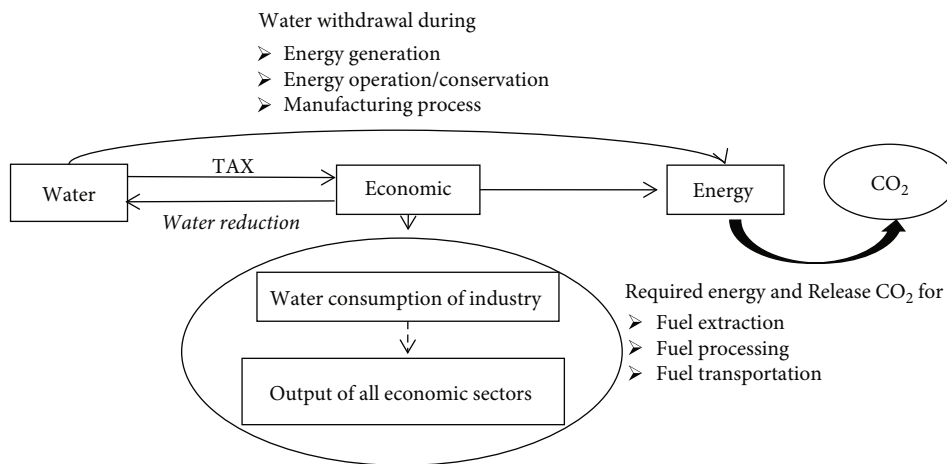 Water withdrawal during
➢ Energy generation
➢ Energy operation/conservation
➢ Manufacturing process
TAX
Water
Economic
Energy
CO₂
Water reduction
Water consumption of industry
Output of all economic sectors
Required energy and Release CO₂ for
➢ Fuel extraction
➢ Fuel processing
➢ Fuel transportation